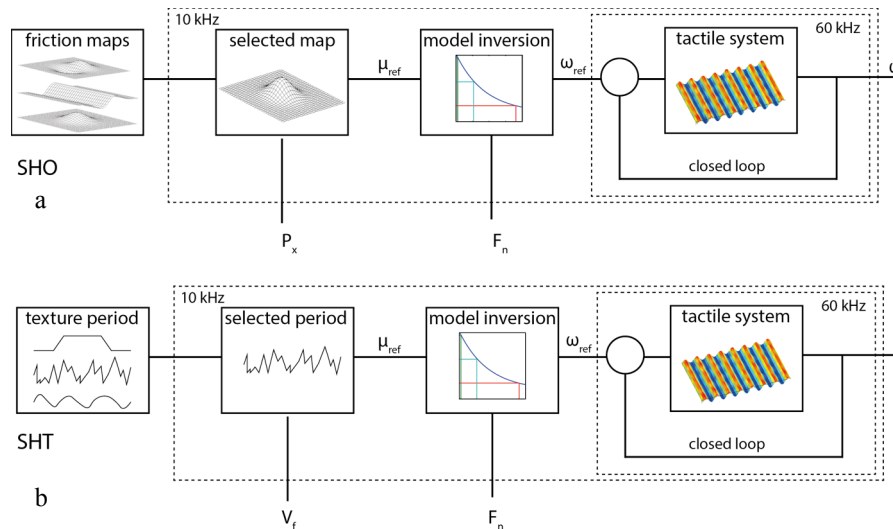 10 kHz
60 kHz
friction maps
selected map
model inversion
tactile system
μref
ωref
ω
closed loop
SHO
a
Px
Fn
10 kHz
60 kHz
texture period
selected period
model inversion
tactile system
μref
ωref
closed loop
SHT
b
Vf
Fn